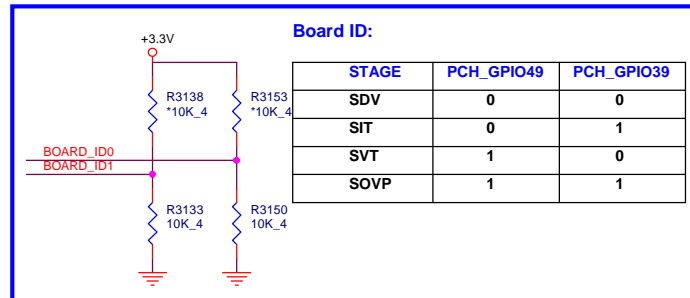 Board ID:
+3.3V
R3138
*10K_4
R3153
*10K_4
BOARD_ID0
BOARD_ID1
R3133
10K_4
R3150
10K_4
STAGE PCH_GPIO49 PCH_GPIO39
SDV 0 0
SIT 0 1
SVT 1 0
SOVP 1 1